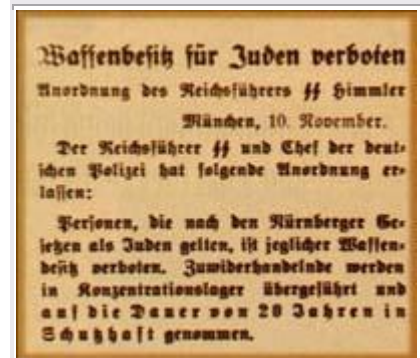 Waffenbesitz für Juden verboten
Anordnung des Reichsführers SS Himmler
München, 10. November.
Der Reichsführer SS und Chef der deut-
schen Polizei hat folgende Anordnung er-
lassen:
Personen, die nach den Nürnberger Ge-
setzen als Juden gelten, ist jeglicher Waffen-
besitz verboten. Zuwiderhandelnde werden
in Konzentrationslager übergeführt und
auf die Dauer von 20 Jahren in
Schutzhaft genommen.